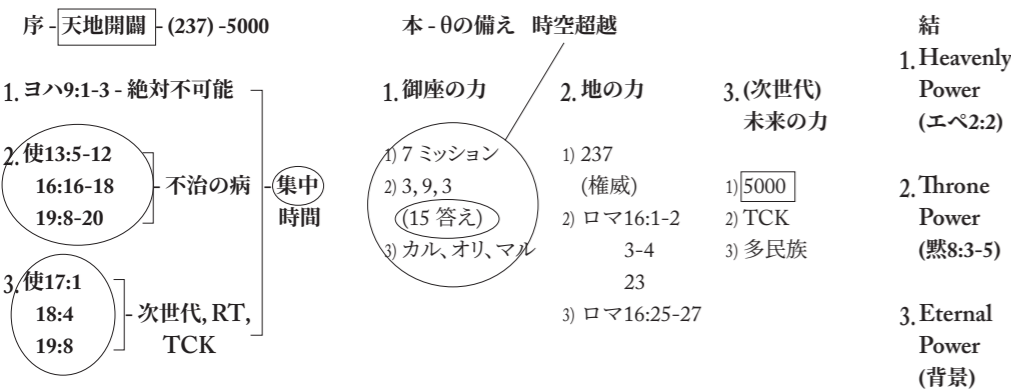 序 - 天地開闢 - (237) -5000
1. ヨハ9:1-3 - 絶対不可能
2. 使13:5-12
16:16-18
19:8-20
- 不治の病
3. 使17:1
18:4
19:8
- 次世代, RT,
TCK
- 集中
時間
本 - θの備え 時空超越
1. 御座の力
1) 7 ミッション
2) 3, 9, 3
(15 答え)
3) カル、オリ、マル
2. 地の力
1) 237
(権威)
2) ロマ16:1-2
3-4
23
3) ロマ16:25-27
3. (次世代)
未来の力
1) 5000
2) TCK
3) 多民族
結
1. Heavenly
Power
(エペ2:2)
2. Throne
Power
(黙8:3-5)
3. Eternal
Power
(背景)